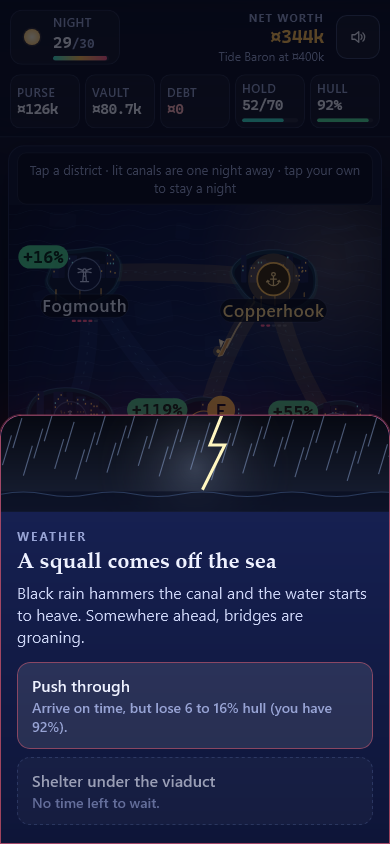 NIGHT
29/30
NET WORTH
¤344k
Tide Baron at ¤400k
PURSE
¤126k
VAULT
¤80.7k
DEBT
¤0
HOLD
52/70
HULL
92%
Tap a district · lit canals are one night away · tap your own
to stay a night
+16%
Fogmouth
Copperhook
+119%
F
+55%
WEATHER
A squall comes off the sea
Black rain hammers the canal and the water starts
to heave. Somewhere ahead, bridges are
groaning.
Push through
Arrive on time, but lose 6 to 16% hull (you have
92%).
Shelter under the viaduct
No time left to wait.